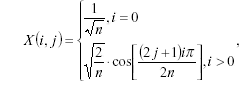 X(i,j) = { 1/√n, i = 0
√(2/n) · cos[(2j+1)iπ / 2n], i > 0 ,